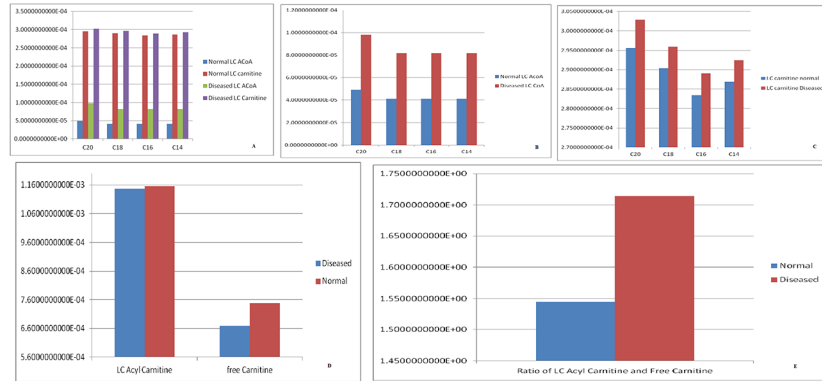 3.5000000000E-04
3.0000000000E-04
2.5000000000E-04
2.0000000000E-04
1.5000000000E-04
1.0000000000E-04
5.0000000000E-05
0.0000000000E+00
C20 C18 C16 C14
Normal LC ACoA
Normal LC carnitine
Diseased LC ACoA
Diseased LC Carnitine
A
1.2000000000E-04
1.0000000000E-04
8.0000000000E-05
6.0000000000E-05
4.0000000000E-05
2.0000000000E-05
0.0000000000E+00
C20 C18 C16 C14
Normal LC AcoA
Diseased LC CoA
B
3.0500000000E-04
3.0000000000E-04
2.9500000000E-04
2.9000000000E-04
2.8500000000E-04
2.8000000000E-04
2.7500000000E-04
2.7000000000E-04
C20 C18 C16 C14
LC carnitine normal
LC carnitine Diseased
C
1.1600000000E-03
1.0600000000E-03
9.6000000000E-04
8.6000000000E-04
7.6000000000E-04
6.6000000000E-04
5.6000000000E-04
LC Acyl Carnitine free Carnitine
Diseased
Normal
D
1.7500000000E+00
1.7000000000E+00
1.6500000000E+00
1.6000000000E+00
1.5500000000E+00
1.5000000000E+00
1.4500000000E+00
Ratio of LC Acyl Carnitine and Free Carnitine
Normal
Diseased
E